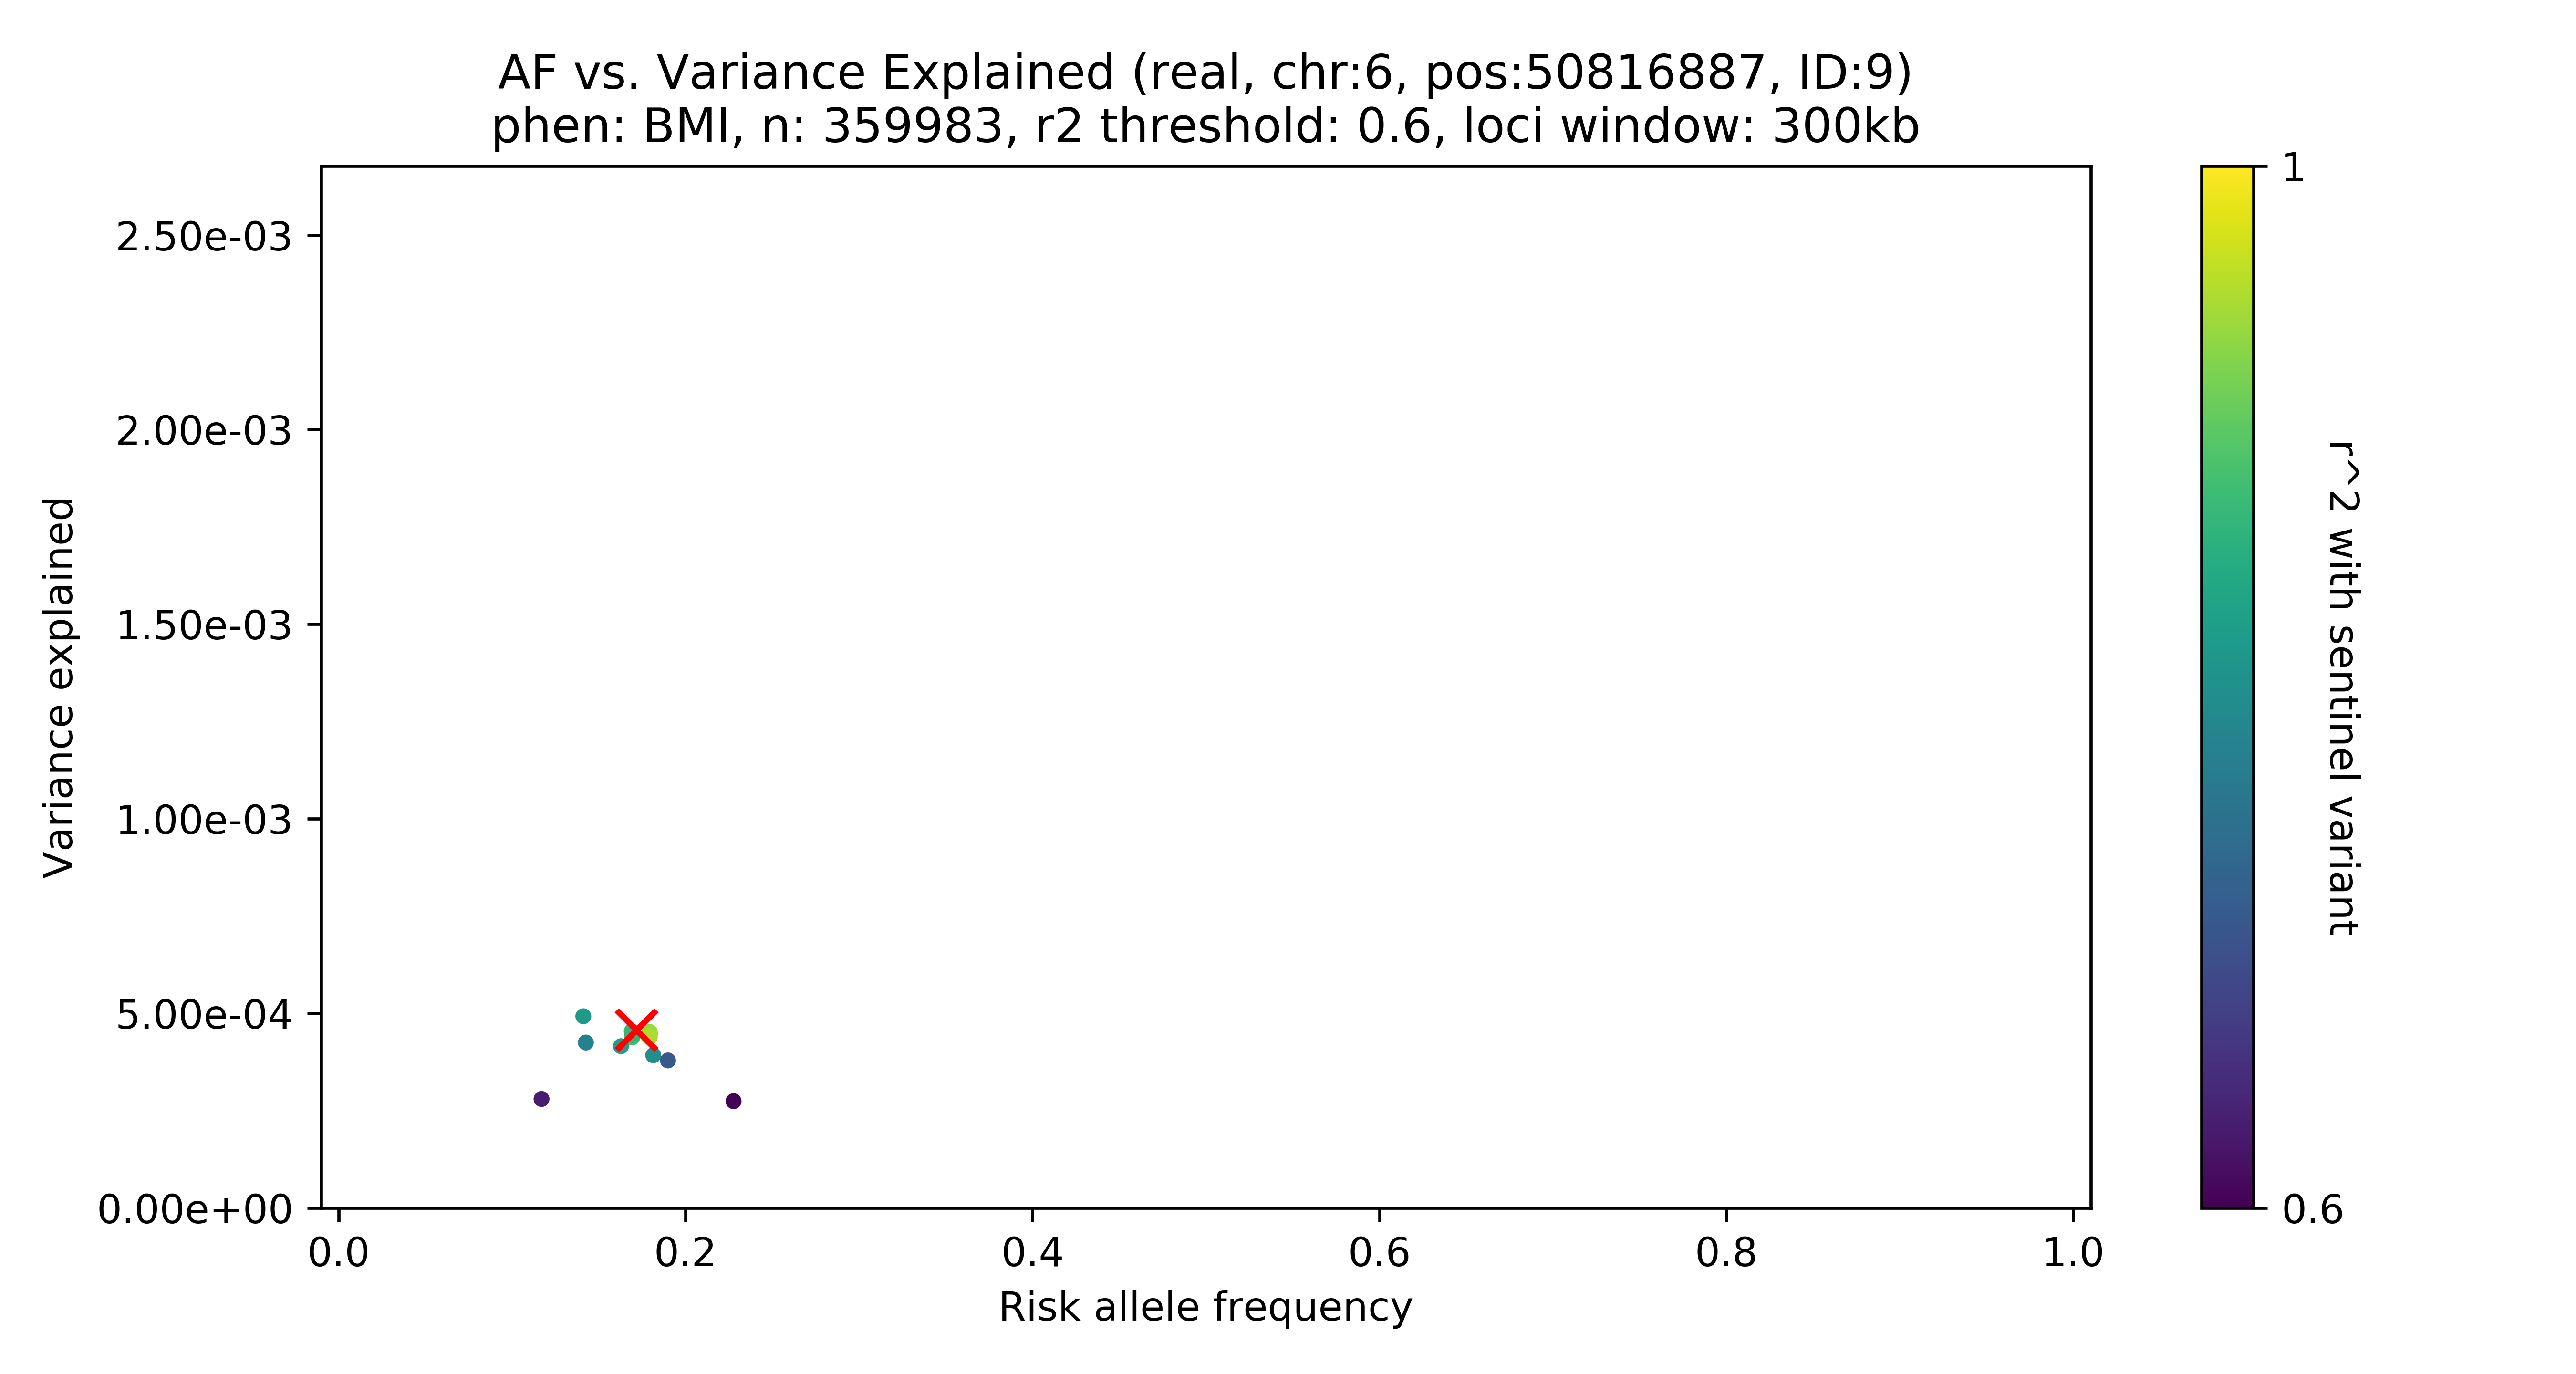 AF vs. Variance Explained (real, chr:6, pos:50816887, ID:9)
phen: BMI, n: 359983, r2 threshold: 0.6, loci window: 300kb
Variance explained
2.50e-03
2.00e-03
1.50e-03
1.00e-03
5.00e-04
0.00e+00
0.0
0.2
0.4
0.6
0.8
1.0
Risk allele frequency
1
0.6
r^2 with sentinel variant